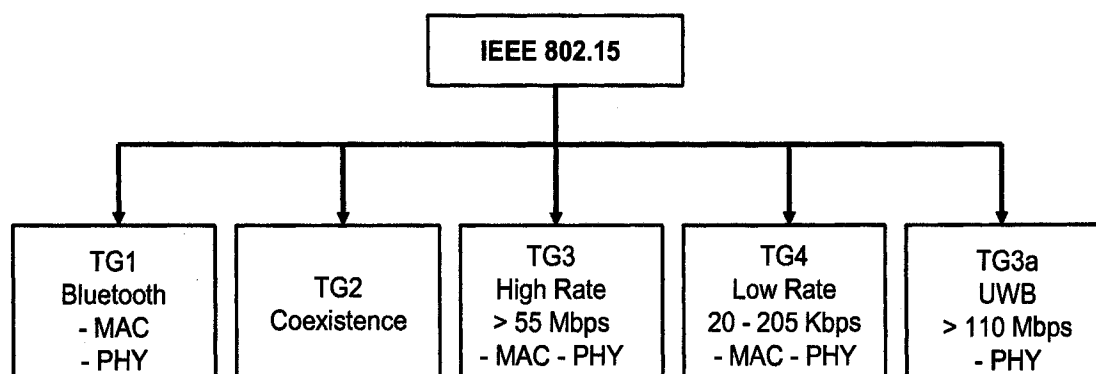 IEEE 802.15
TG1
Bluetooth
- MAC
- PHY
TG2
Coexistence
TG3
High Rate
> 55 Mbps
- MAC - PHY
TG4
Low Rate
20 - 205 Kbps
- MAC - PHY
TG3a
UWB
> 110 Mbps
- PHY